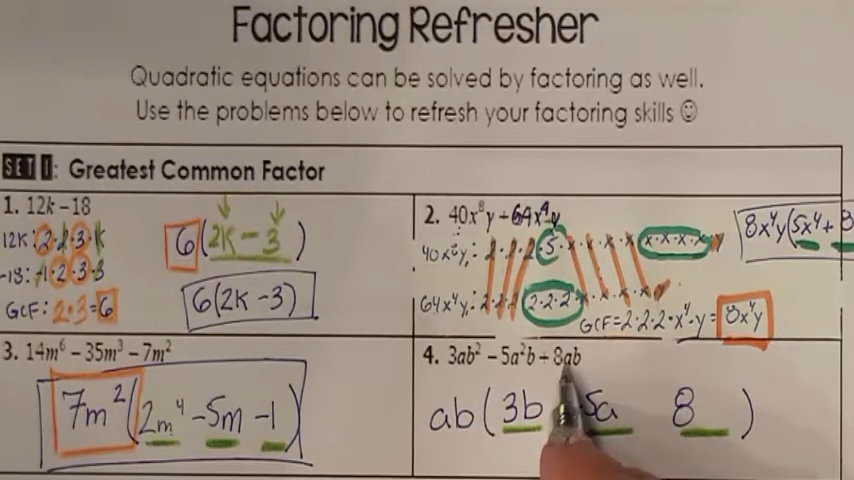 Factoring Refresher
Quadratic equations can be solved by factoring as well.
Use the problems below to refresh your factoring skills ☺
SET 1: Greatest Common Factor
1. 12k – 18
12K: 2·2·3·K
-18: -1·2·3·3
GCF: 2·3=6
6(2K – 3)
6(2K – 3)
2. 40x⁸y + 64x⁴y
40x⁸y: 2·2·2·5·x·x·x·x·x·x·x·x·y
64x⁴y: 2·2·2·2·2·2·x·x·x·x·y
GCF=2·2·2·x⁴·y = 8x⁴y
8x⁴y(5x⁴ + 8
3. 14m⁶ – 35m³ – 7m²
7m²(2m⁴ – 5m – 1)
4. 3ab² – 5a²b + 8ab
ab(3b 5a 8 )